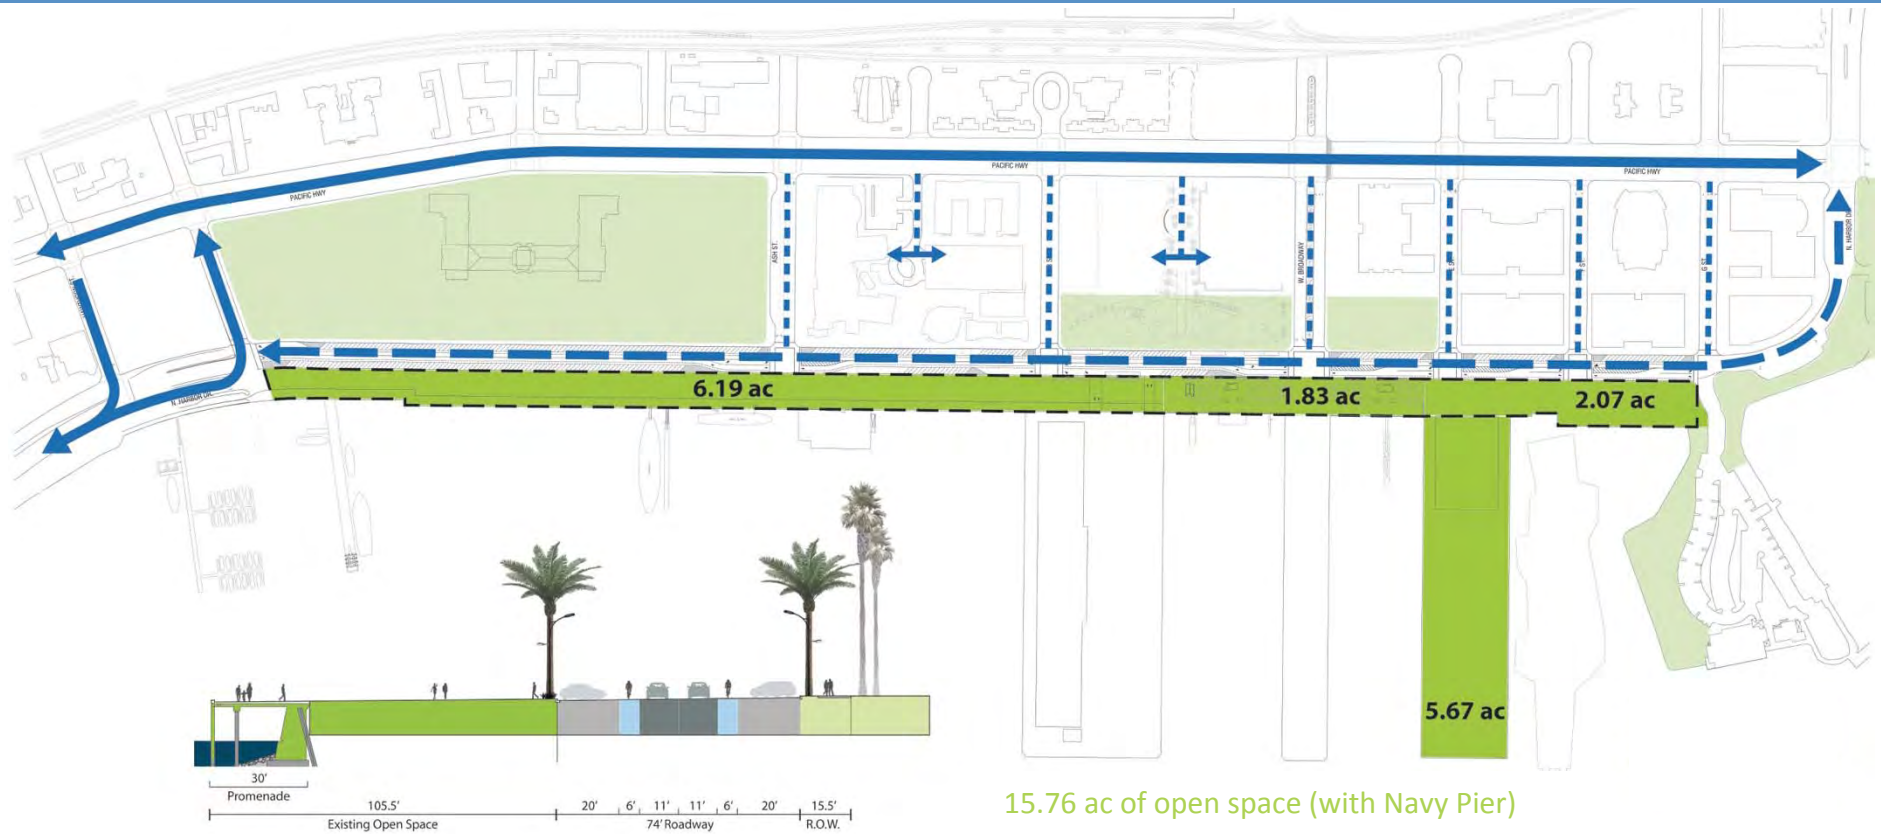 PACIFIC HWY
PACIFIC HWY
PACIFIC HWY
ASH ST.
W. BROADWAY
G ST.
N. HARBOR DR.
N. HARBOR DR.
6.19 ac
1.83 ac
2.07 ac
5.67 ac
30'
Promenade
105.5'
20'
6'
11'
11'
6'
20'
15.5'
Existing Open Space
74' Roadway
R.O.W.
15.76 ac of open space (with Navy Pier)